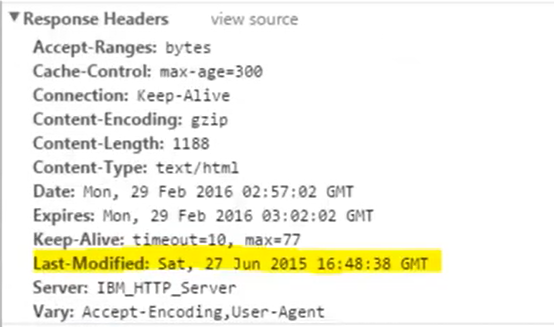 Response Headers view source
Accept-Ranges: bytes
Cache-Control: max-age=300
Connection: Keep-Alive
Content-Encoding: gzip
Content-Length: 1188
Content-Type: text/html
Date: Mon, 29 Feb 2016 02:57:02 GMT
Expires: Mon, 29 Feb 2016 03:02:02 GMT
Keep-Alive: timeout=10, max=77
Last-Modified: Sat, 27 Jun 2015 16:48:38 GMT
Server: IBM_HTTP_Server
Vary: Accept-Encoding,User-Agent